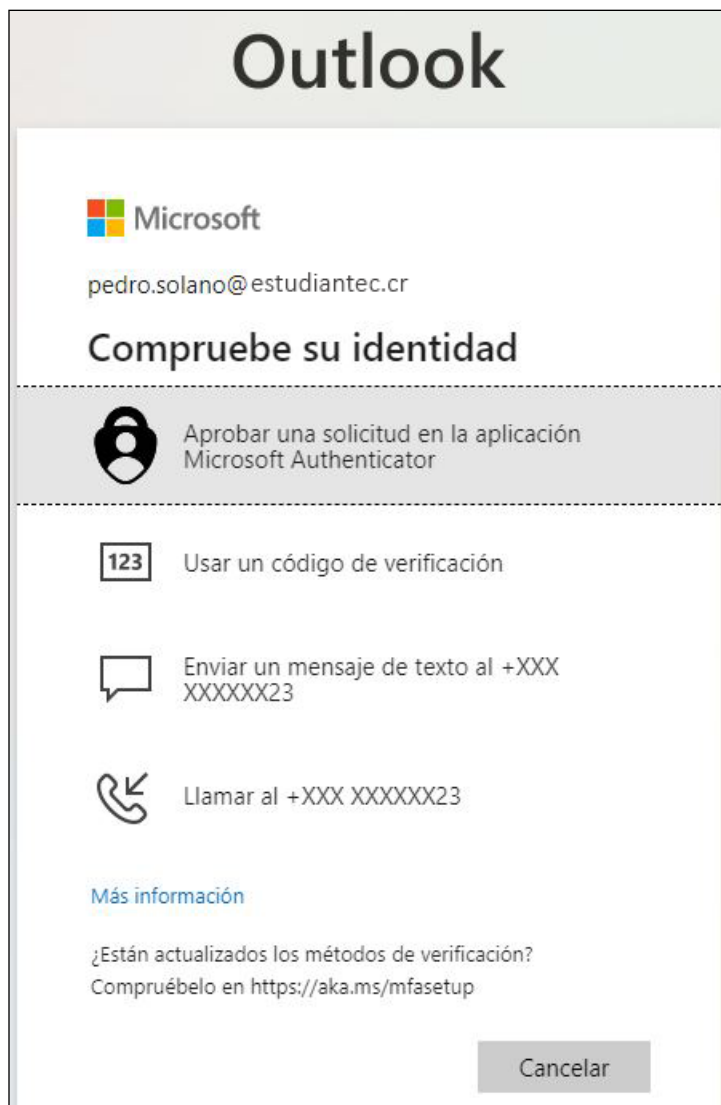 Outlook
Microsoft
pedro.solano@estudiantec.cr
Compruebe su identidad
Aprobar una solicitud en la aplicación
Microsoft Authenticator
123
Usar un código de verificación
Enviar un mensaje de texto al +XXX
XXXXXX23
Llamar al +XXX XXXXXX23
Más información
¿Están actualizados los métodos de verificación?
Compruébelo en https://aka.ms/mfasetup
Cancelar